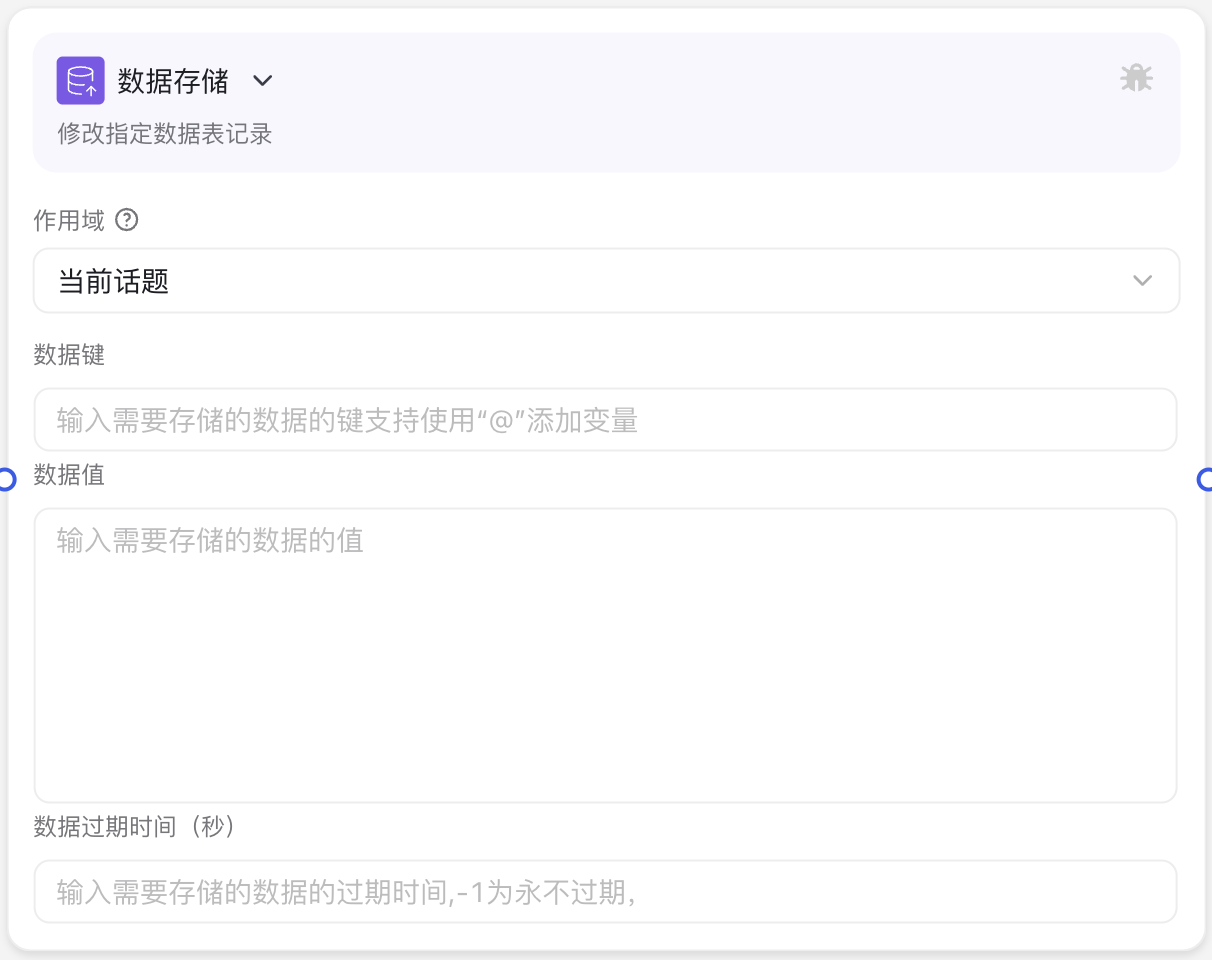 数据存储
修改指定数据表记录
作用域
当前话题
数据键
输入需要存储的数据的键支持使用“@”添加变量
数据值
输入需要存储的数据的值
数据过期时间（秒）
输入需要存储的数据的过期时间,-1为永不过期，